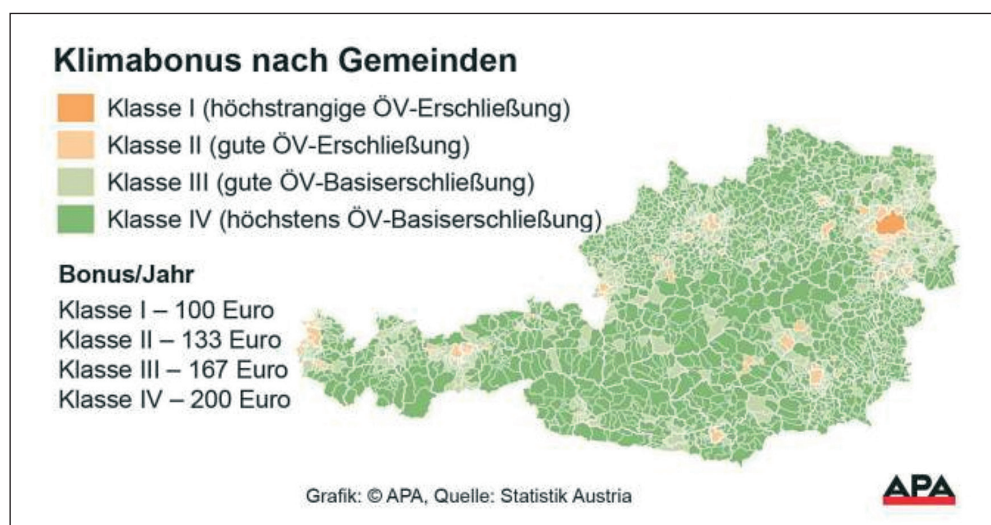 Klimabonus nach Gemeinden
Klasse I (höchstrangige ÖV-Erschließung)
Klasse II (gute ÖV-Erschließung)
Klasse III (gute ÖV-Basiserschließung)
Klasse IV (höchstens ÖV-Basiserschließung)
Bonus/Jahr
Klasse I – 100 Euro
Klasse II – 133 Euro
Klasse III – 167 Euro
Klasse IV – 200 Euro
Grafik: © APA, Quelle: Statistik Austria
APA